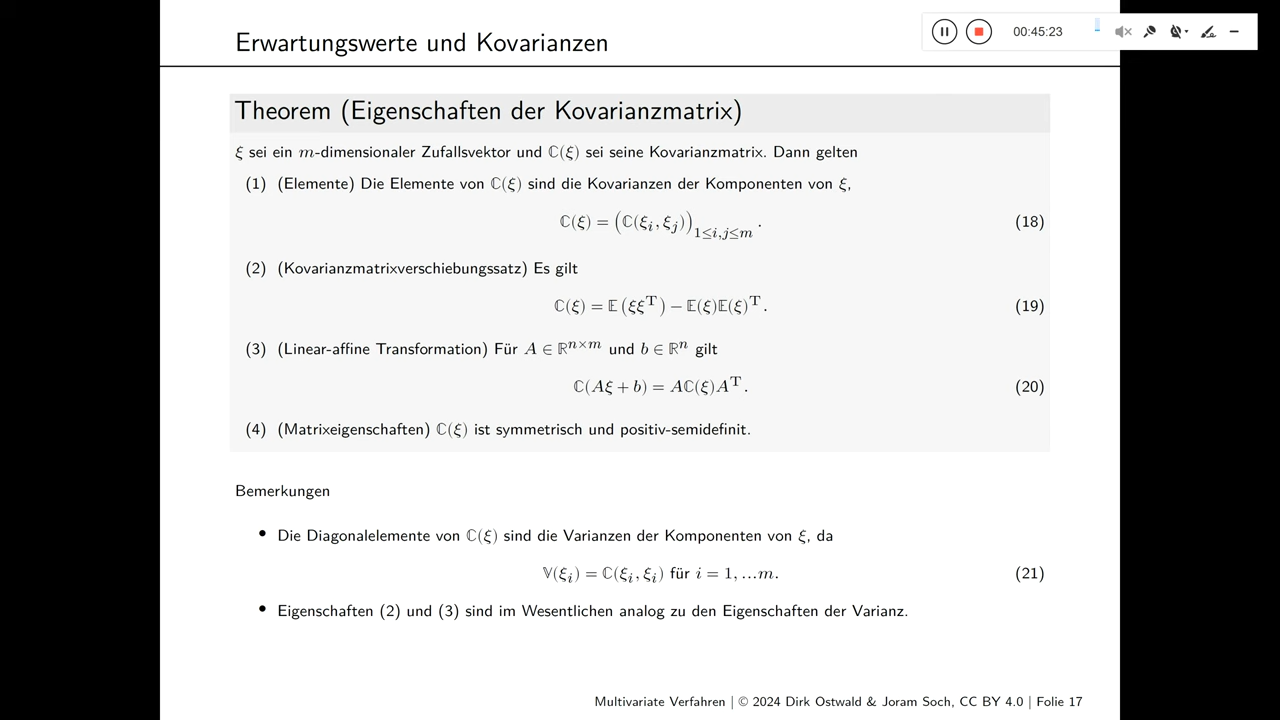 Erwartungswerte und Kovarianzen
00:45:23
Theorem (Eigenschaften der Kovarianzmatrix)
ξ sei ein m-dimensionaler Zufallsvektor und ℂ(ξ) sei seine Kovarianzmatrix. Dann gelten
(1) (Elemente) Die Elemente von ℂ(ξ) sind die Kovarianzen der Komponenten von ξ,
ℂ(ξ) = (ℂ(ξ_i, ξ_j))_{1≤i,j≤m} . (18)
(2) (Kovarianzmatrixverschiebungssatz) Es gilt
ℂ(ξ) = 𝔼(ξξ^T) − 𝔼(ξ)𝔼(ξ)^T. (19)
(3) (Linear-affine Transformation) Für A ∈ ℝ^{n×m} und b ∈ ℝ^n gilt
ℂ(Aξ + b) = Aℂ(ξ)A^T. (20)
(4) (Matrixeigenschaften) ℂ(ξ) ist symmetrisch und positiv-semidefinit.
Bemerkungen
• Die Diagonalelemente von ℂ(ξ) sind die Varianzen der Komponenten von ξ, da
𝕍(ξ_i) = ℂ(ξ_i, ξ_i) für i = 1, ...m. (21)
• Eigenschaften (2) und (3) sind im Wesentlichen analog zu den Eigenschaften der Varianz.
Multivariate Verfahren | © 2024 Dirk Ostwald & Joram Soch, CC BY 4.0 | Folie 17